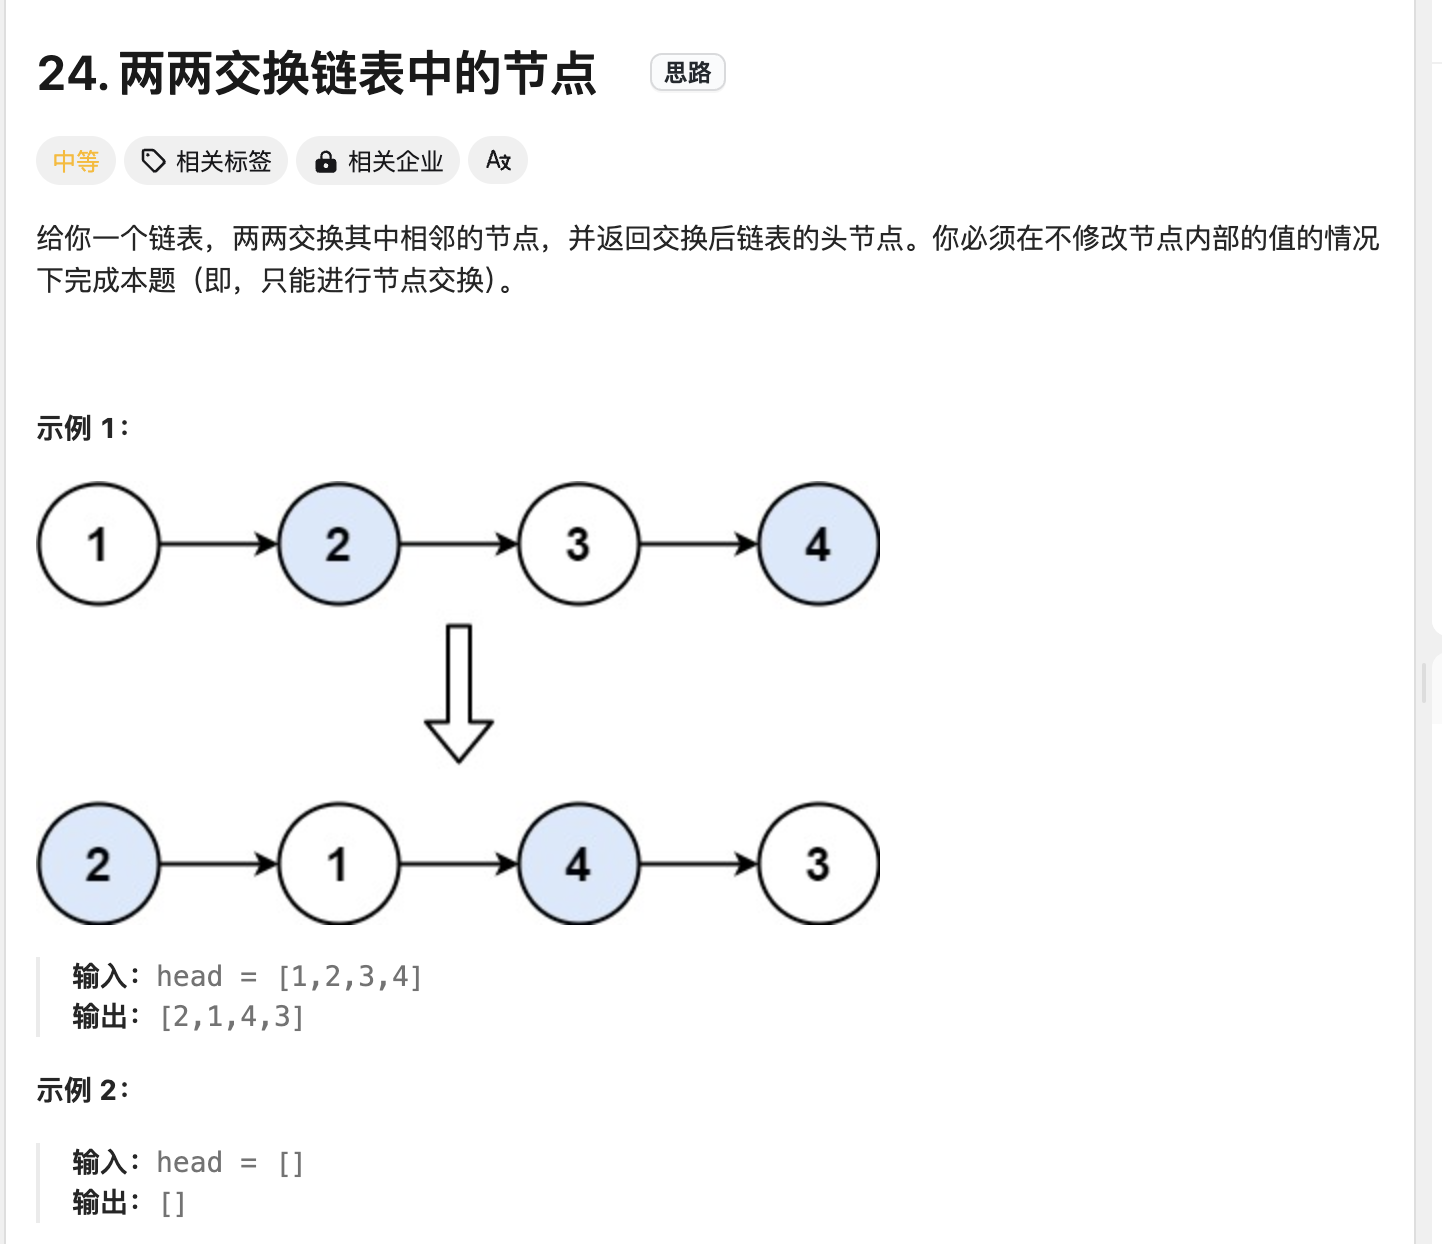 24. 两两交换链表中的节点 思路
中等 相关标签 相关企业 A文
给你一个链表，两两交换其中相邻的节点，并返回交换后链表的头节点。你必须在不修改节点内部的值的情况
下完成本题（即，只能进行节点交换）。
示例 1：
1 2 3 4
2 1 4 3
输入：head = [1,2,3,4]
输出：[2,1,4,3]
示例 2：
输入：head = []
输出：[]